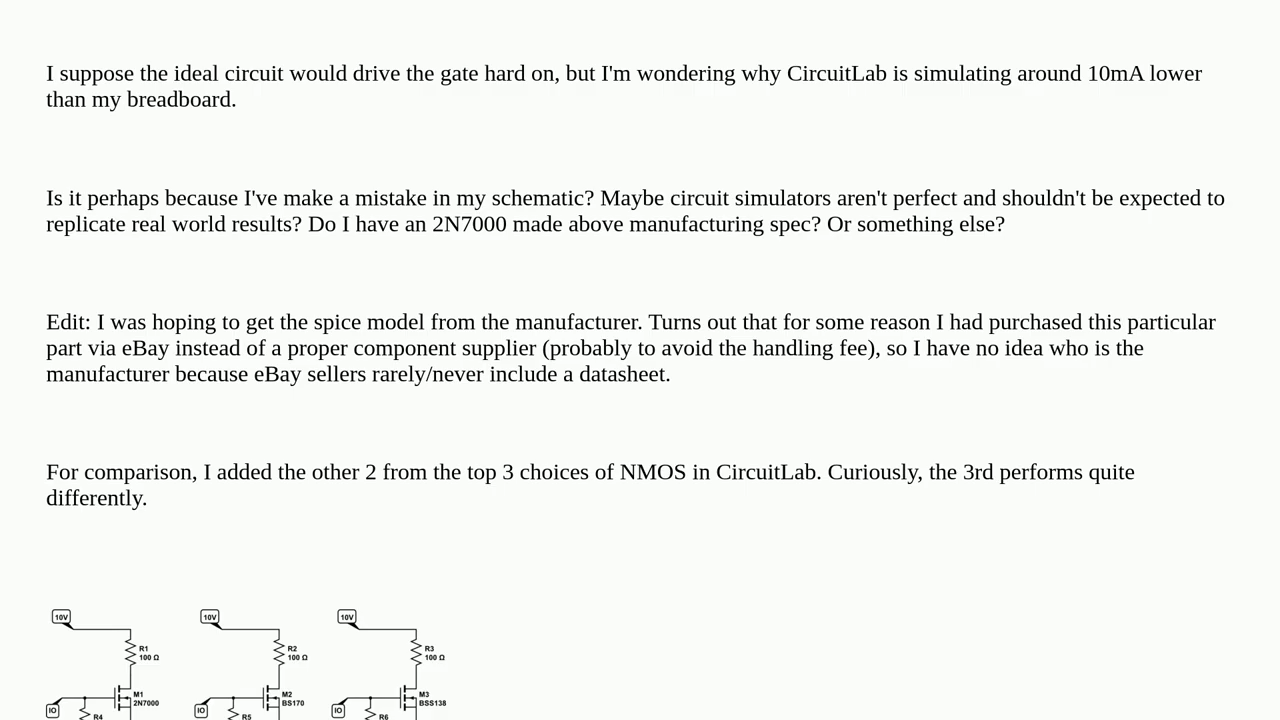 I suppose the ideal circuit would drive the gate hard on, but I'm wondering why CircuitLab is simulating around 10mA lower
than my breadboard.
Is it perhaps because I've make a mistake in my schematic? Maybe circuit simulators aren't perfect and shouldn't be expected to
replicate real world results? Do I have an 2N7000 made above manufacturing spec? Or something else?
Edit: I was hoping to get the spice model from the manufacturer. Turns out that for some reason I had purchased this particular
part via eBay instead of a proper component supplier (probably to avoid the handling fee), so I have no idea who is the
manufacturer because eBay sellers rarely/never include a datasheet.
For comparison, I added the other 2 from the top 3 choices of NMOS in CircuitLab. Curiously, the 3rd performs quite
differently.
10V 10V 10V
R1 R2 R3
100 Ω 100 Ω 100 Ω
M1 M2 M3
2N7000 BS170 BSS138
IO IO IO
R4 R5 R6